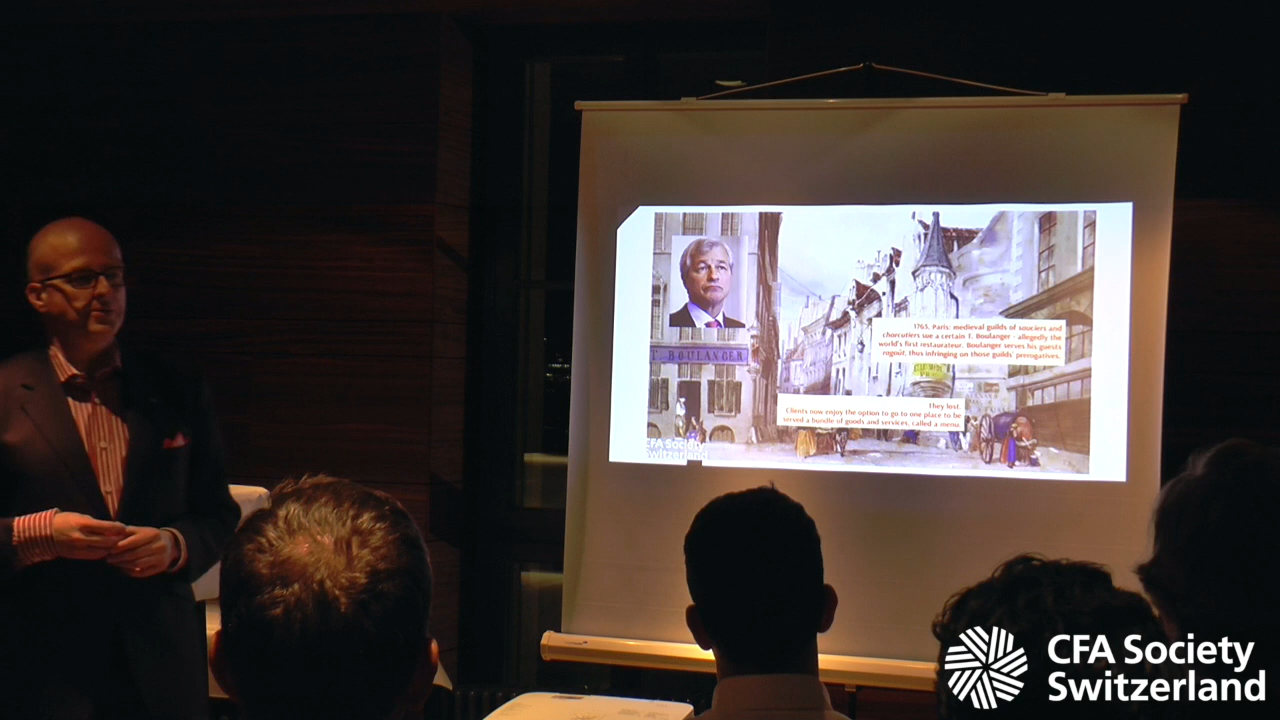 T. BOULANGER
1765, Paris: medieval guilds of sauciers and
charcutiers sue a certain T. Boulanger - allegedly the
world's first restaurateur. Boulanger serves his guests
ragoût, thus infringing on those guilds' prerogatives.
They lost.
Clients now enjoy the option to go to one place to be
served a bundle of goods and services, called a menu.
CFA Society
Switzerland
CFA Society
Switzerland